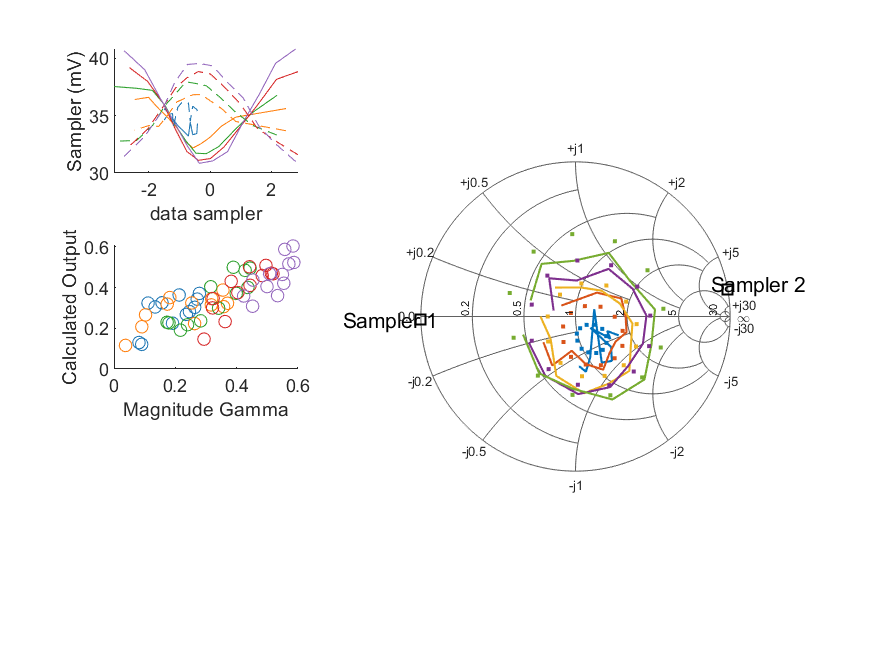 Sampler (mV)
40
35
30
-2
0
2
data sampler
Calculated Output
0.6
0.4
0.2
0
0
0.2
0.4
0.6
Magnitude Gamma
+j1
+j0.5
+j2
+j0.2
+j5
Sampler 2
+j30
0.2
0.5
1
2
5
30
Sampler 1
∞
-j30
-j0.2
-j5
-j0.5
-j2
-j1